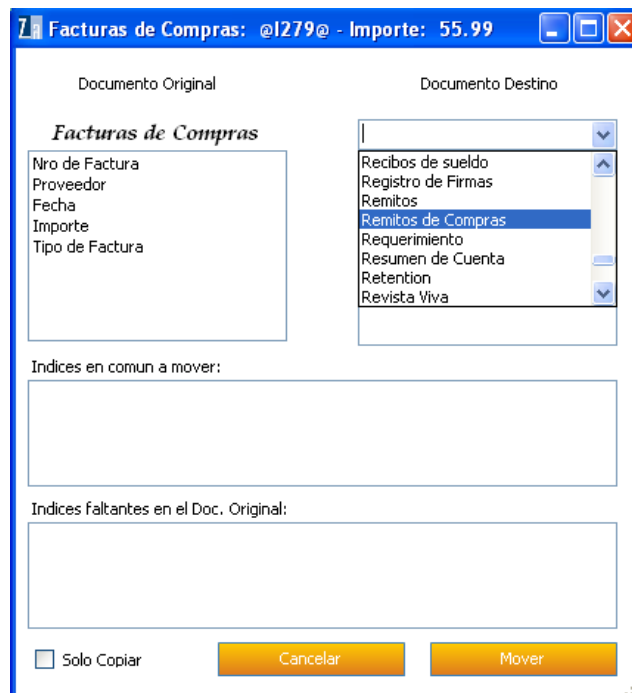 Za Facturas de Compras: @I279@ - Importe: 55.99
Documento Original
Documento Destino
Facturas de Compras
Nro de Factura
Proveedor
Fecha
Importe
Tipo de Factura
Recibos de sueldo
Registro de Firmas
Remitos
Remitos de Compras
Requerimiento
Resumen de Cuenta
Retention
Revista Viva
Indices en comun a mover:
Indices faltantes en el Doc. Original:
Solo Copiar
Cancelar
Mover